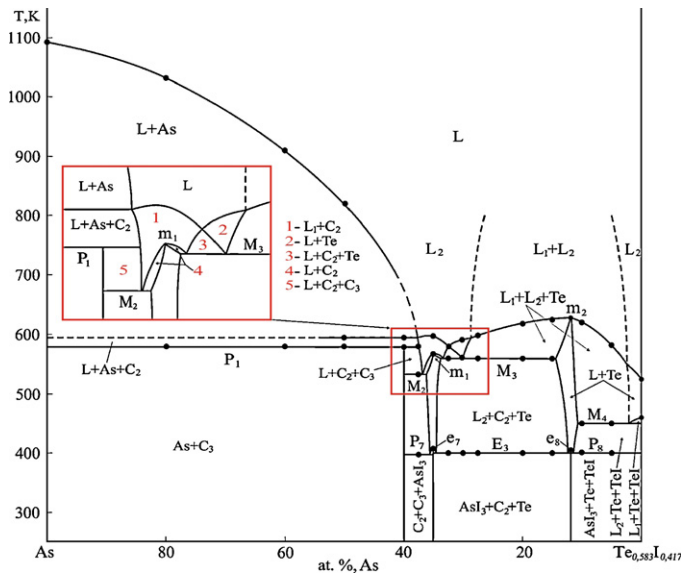 T,K
1100
1000
900
800
700
600
500
400
300
L+As
L
L+As
L
L+As+C₂
1
2
m₁
3
M₃
P₁
5
4
M₂
1- L₁+C₂
2- L+Te
3- L+C₂+Te
4- L+C₂
5- L+C₂+C₃
L₂
L₁+L₂
L₂
L₁+L₂+Te
m₂
L+As+C₂
P₁
L+C₂+C₃
M₂
m₁
M₃
L+Te
L₂+C₂+Te
M₄
As+C₃
P₇
e₇
E₃
e₈
P₈
C₂+C₃+AsI₃
AsI₃+C₂+Te
AsI₃+Te+TeI
L₂+Te+TeI
L₁+Te+TeI
As
80
60
40
20
Te₀,₅₈₃I₀,₄₁₇
at. %, As